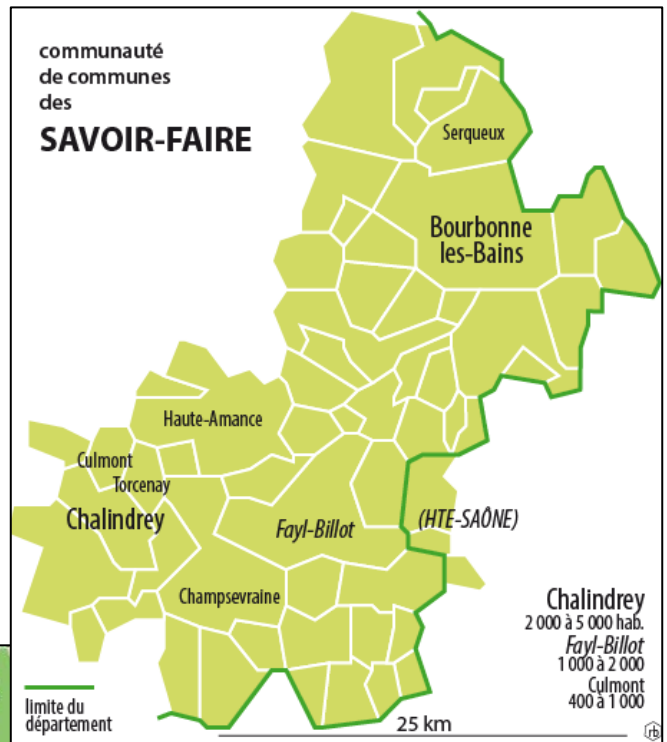 communauté
de communes
des
SAVOIR-FAIRE
Serqueux
Bourbonne
les-Bains
Haute-Amance
Culmont
Torcenay
Chalindrey
Fayl-Billot
(HTE-SAÔNE)
Champsevraine
Chalindrey
2 000 à 5 000 hab.
Fayl-Billot
1 000 à 2 000
Culmont
400 à 1 000
limite du
département
25 km
rb